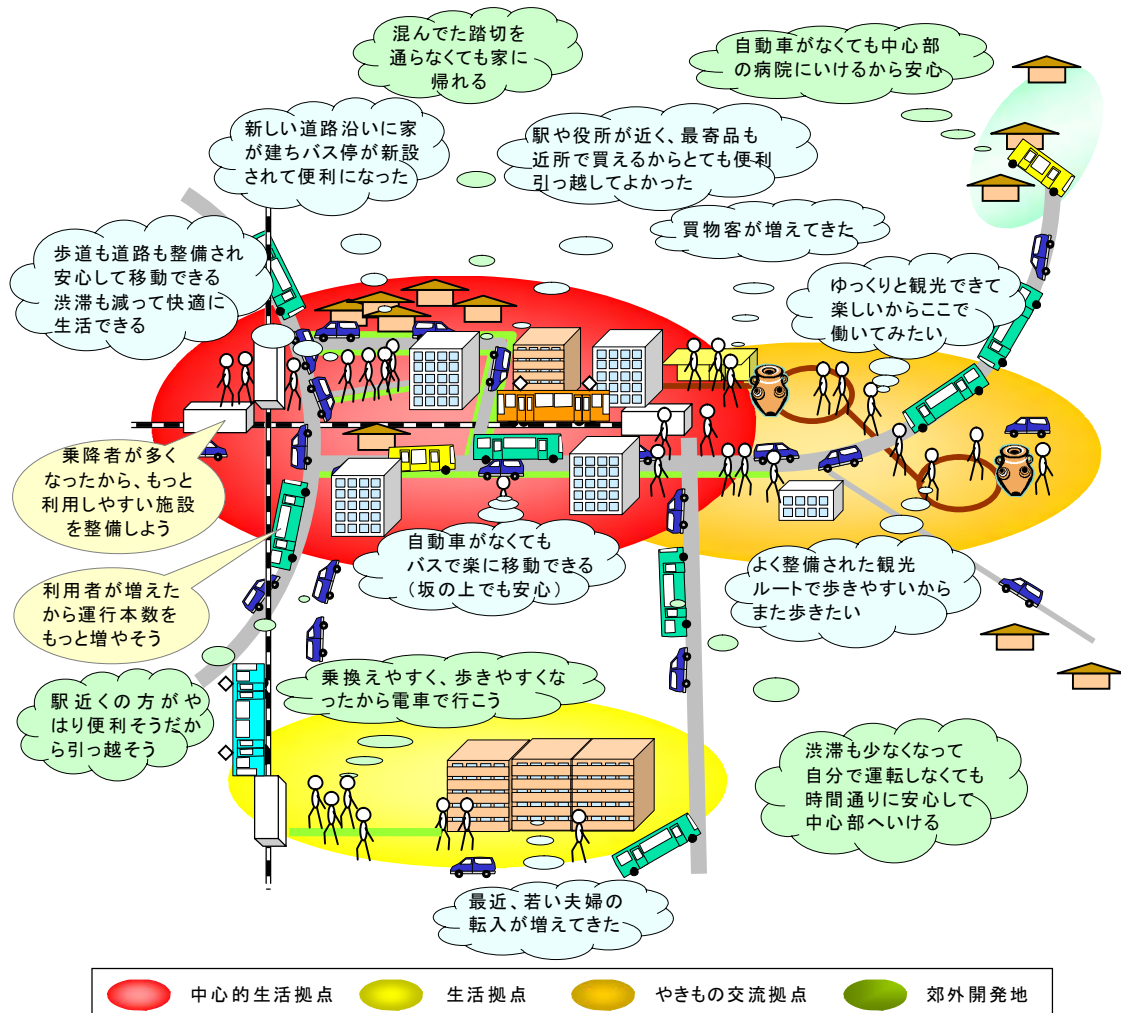 混んでた踏切を
通らなくても家に
帰れる
自動車がなくても中心部
の病院にいけるから安心
新しい道路沿いに家
が建ちバス停が新設
されて便利になった
駅や役所が近く、最寄品も
近所で買えるからとても便利
引っ越してよかった
買物客が増えてきた
歩道も道路も整備され
安心して移動できる
渋滞も減って快適に
生活できる
ゆっくりと観光できて
楽しいからここで
働いてみたい
乗降者が多く
なったから、もっと
利用しやすい施設
を整備しよう
自動車がなくても
バスで楽に移動できる
(坂の上でも安心)
よく整備された観光
ルートで歩きやすいから
また歩きたい
利用者が増えた
から運行本数を
もっと増やそう
駅近くの方がや
はり便利そうだか
ら引っ越そう
乗換えやすく、歩きやすくな
ったから電車で行こう
渋滞も少なくなって
自分で運転しなくても
時間通りに安心して
中心部へいける
最近、若い夫婦の
転入が増えてきた
中心的生活拠点
生活拠点
やきもの交流拠点
郊外開発地